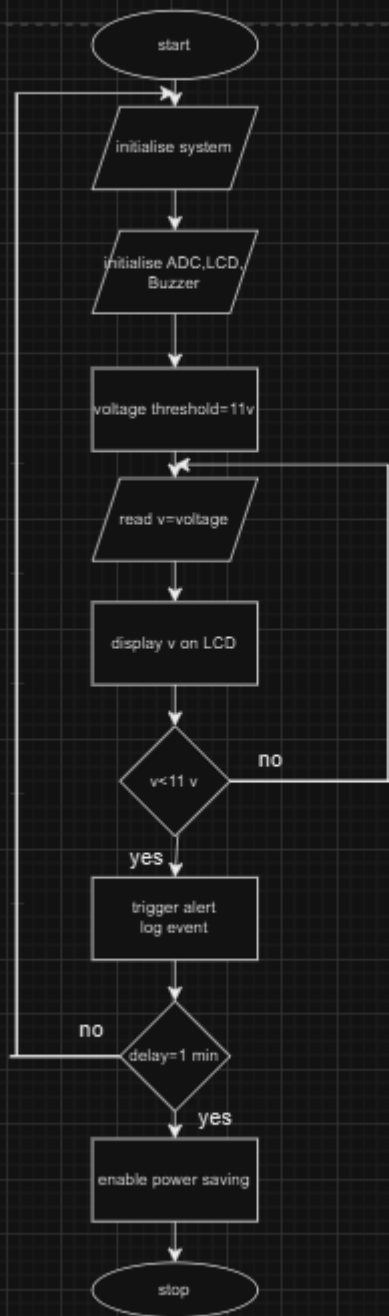 start
initialise system
initialise ADC,LCD,
Buzzer
voltage threshold=11v
read v=voltage
display v on LCD
v<11 v
no
yes
trigger alert
log event
no
delay=1 min
yes
enable power saving
stop